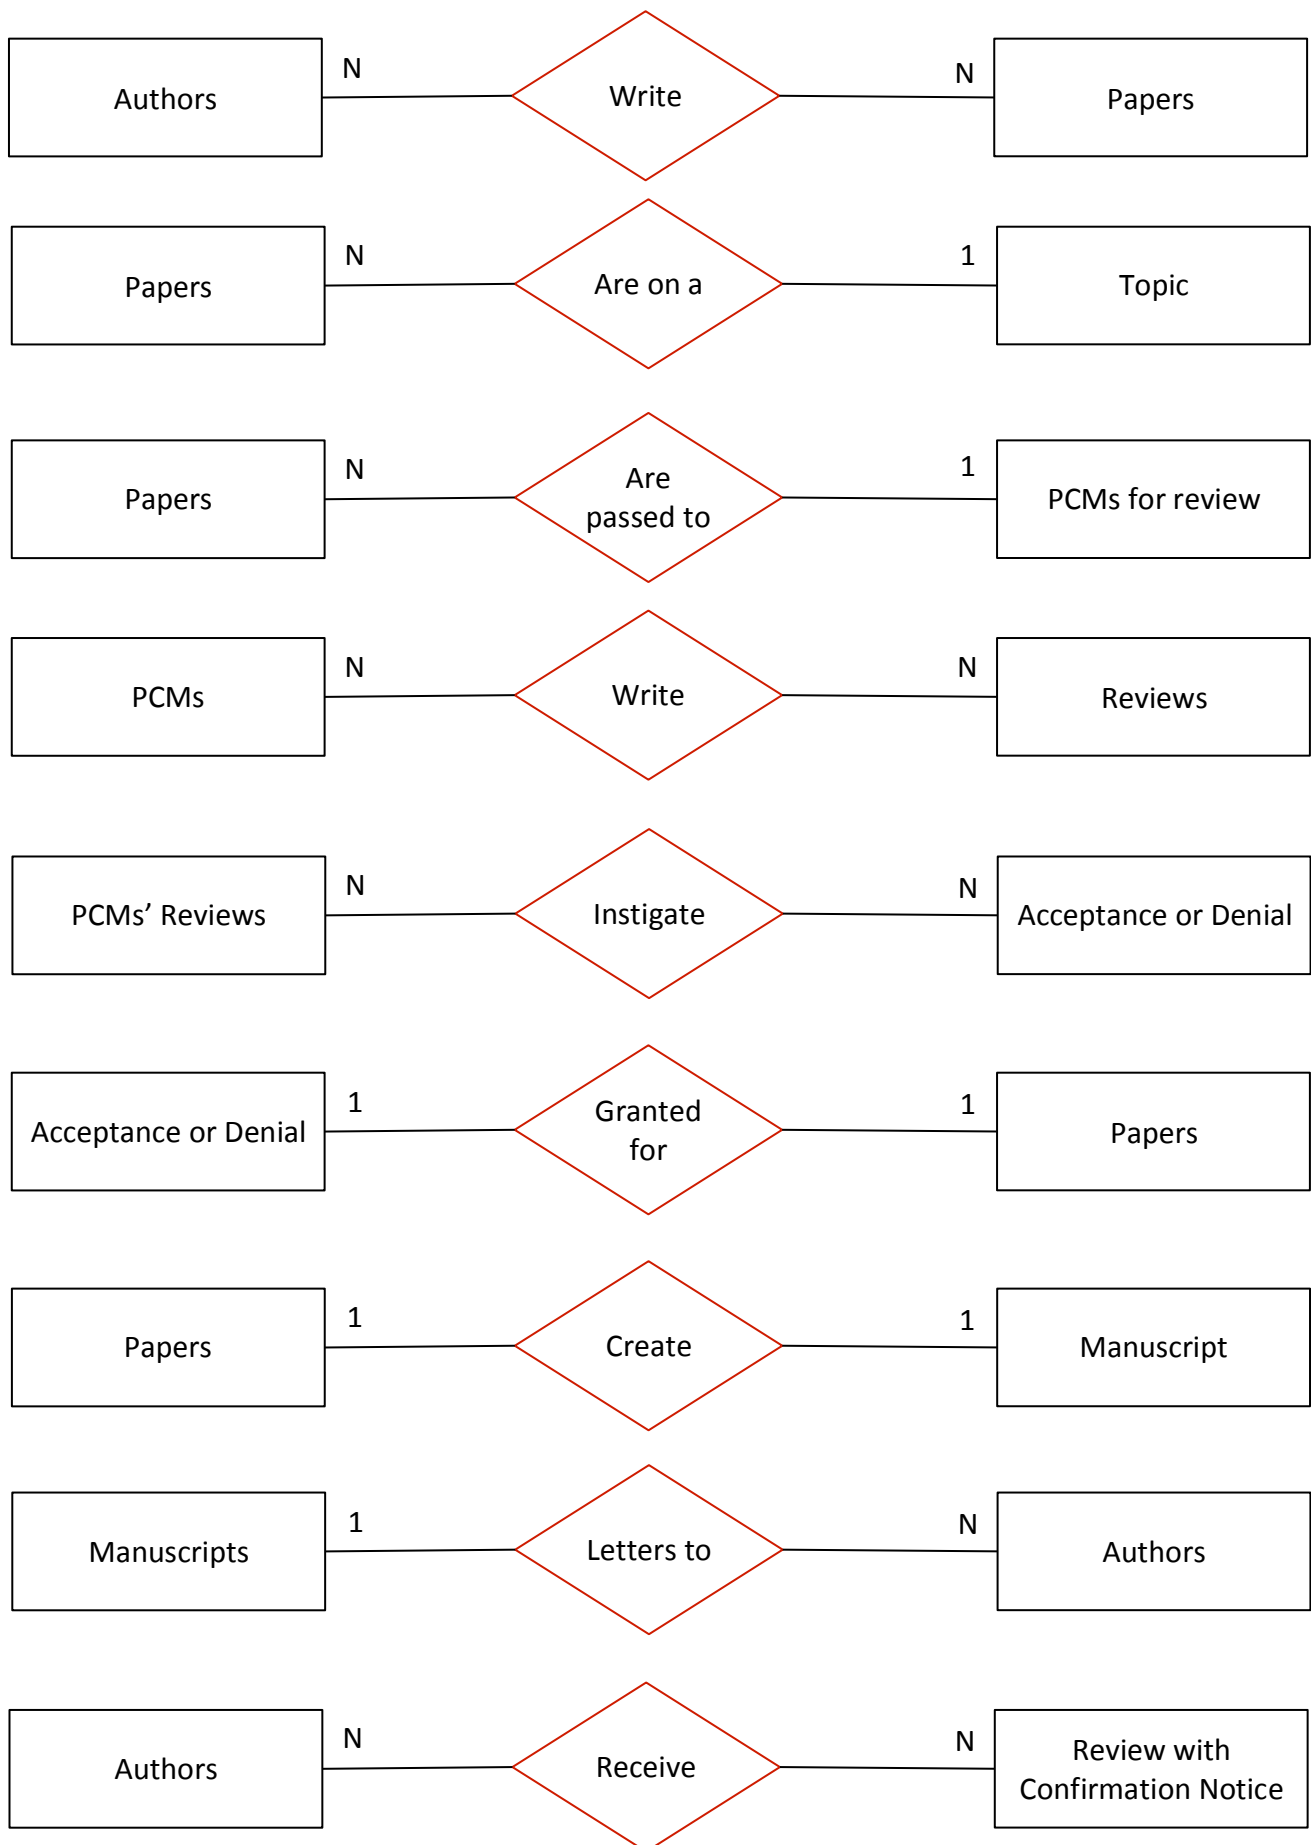 Authors N Write N Papers
Papers N Are on a 1 Topic
Papers N Are 1 PCMs for review
passed to
PCMs N Write N Reviews
PCMs’ Reviews N Instigate N Acceptance or Denial
Acceptance or Denial 1 Granted 1 Papers
for
Papers 1 Create 1 Manuscript
Manuscripts 1 Letters to N Authors
Authors N Receive N Review with
Confirmation Notice